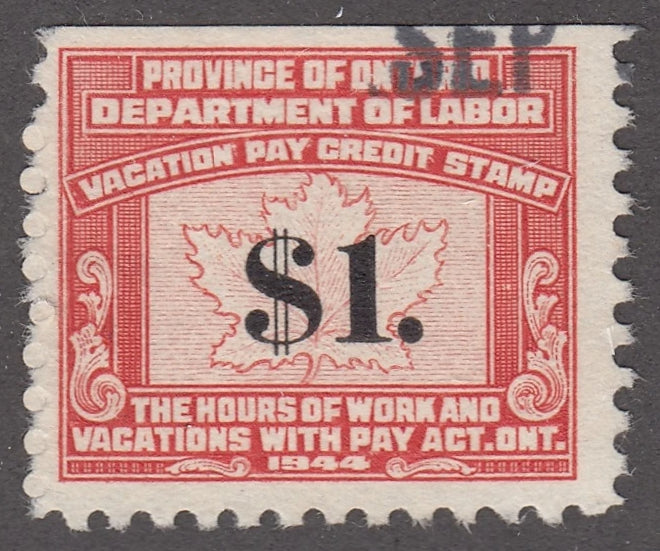 SEP
PROVINCE OF ONTARIO
DEPARTMENT OF LABOR
VACATION PAY CREDIT STAMP
$1.
THE HOURS OF WORK AND
VACATIONS WITH PAY ACT. ONT.
1944